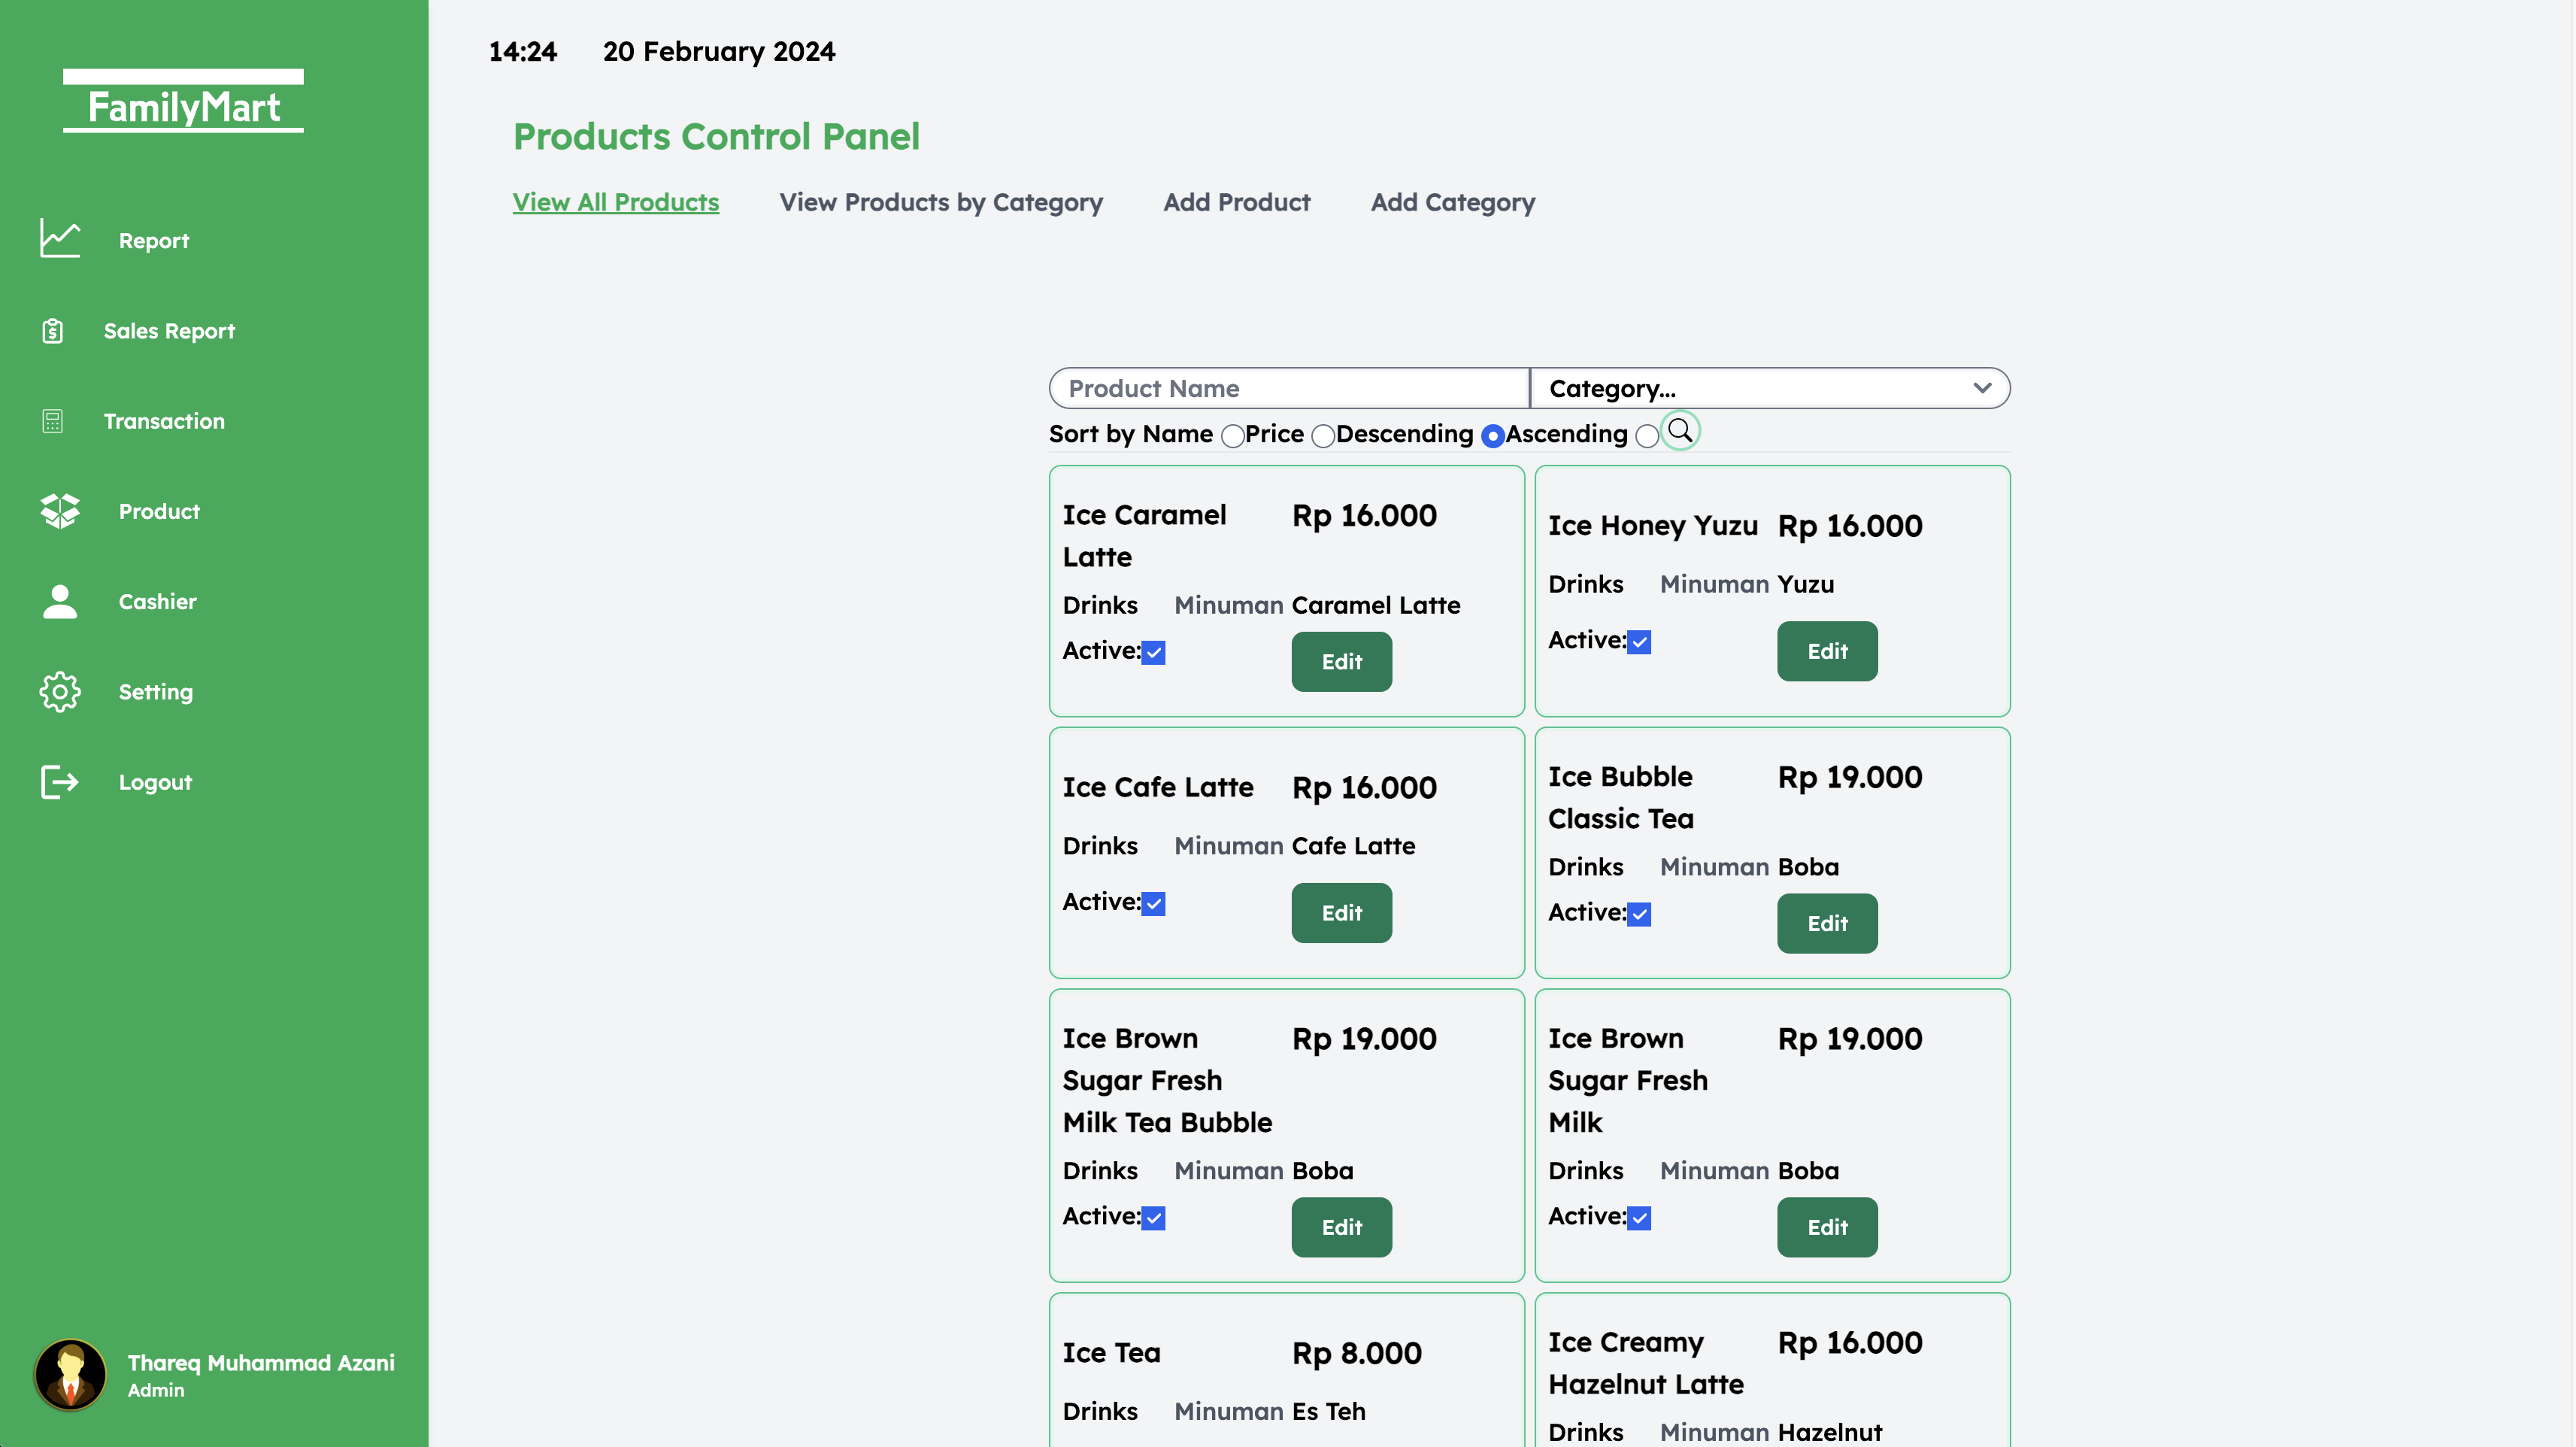 FamilyMart
Report
Sales Report
Transaction
Product
Cashier
Setting
Logout
Thareq Muhammad Azani
Admin
14:24 20 February 2024
Products Control Panel
View All Products View Products by Category Add Product Add Category
Product Name Category...
Sort by Name Price Descending Ascending
Ice Caramel Rp 16.000
Latte
Drinks Minuman Caramel Latte
Active: Edit
Ice Honey Yuzu Rp 16.000
Drinks Minuman Yuzu
Active: Edit
Ice Cafe Latte Rp 16.000
Drinks Minuman Cafe Latte
Active: Edit
Ice Bubble Rp 19.000
Classic Tea
Drinks Minuman Boba
Active: Edit
Ice Brown Rp 19.000
Sugar Fresh
Milk Tea Bubble
Drinks Minuman Boba
Active: Edit
Ice Brown Rp 19.000
Sugar Fresh
Milk
Drinks Minuman Boba
Active: Edit
Ice Tea Rp 8.000
Drinks Minuman Es Teh
Ice Creamy Rp 16.000
Hazelnut Latte
Drinks Minuman Hazelnut